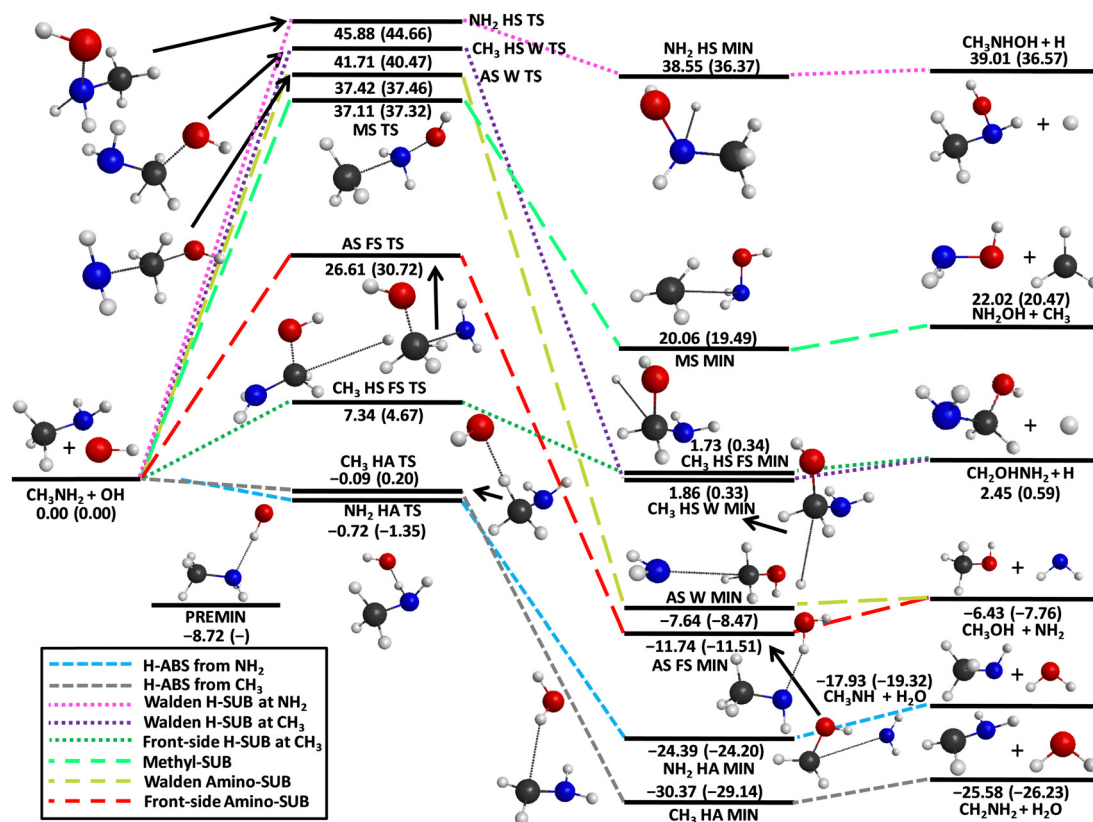 NH₂ HS TS
45.88 (44.66)
CH₃ HS W TS
41.71 (40.47)
AS W TS
37.42 (37.46)
37.11 (37.32)
MS TS
NH₂ HS MIN
38.55 (36.37)
CH₃NHOH + H
39.01 (36.57)
+
AS FS TS
26.61 (30.72)
+
22.02 (20.47)
NH₂OH + CH₃
20.06 (19.49)
MS MIN
CH₃ HS FS TS
7.34 (4.67)
+
CH₃NH₂ + OH
0.00 (0.00)
CH₃ HA TS
−0.09 (0.20)
NH₂ HA TS
−0.72 (−1.35)
1.73 (0.34)
CH₃ HS FS MIN
1.86 (0.33)
CH₃ HS W MIN
+
CH₂OHNH₂ + H
2.45 (0.59)
PREMIN
−8.72 (−)
AS W MIN
−7.64 (−8.47)
−11.74 (−11.51)
AS FS MIN
+
−6.43 (−7.76)
CH₃OH + NH₂
−17.93 (−19.32)
CH₃NH + H₂O
+
−24.39 (−24.20)
NH₂ HA MIN
−30.37 (−29.14)
CH₃ HA MIN
+
−25.58 (−26.23)
CH₂NH₂ + H₂O
H-ABS from NH₂
H-ABS from CH₃
Walden H-SUB at NH₂
Walden H-SUB at CH₃
Front-side H-SUB at CH₃
Methyl-SUB
Walden Amino-SUB
Front-side Amino-SUB